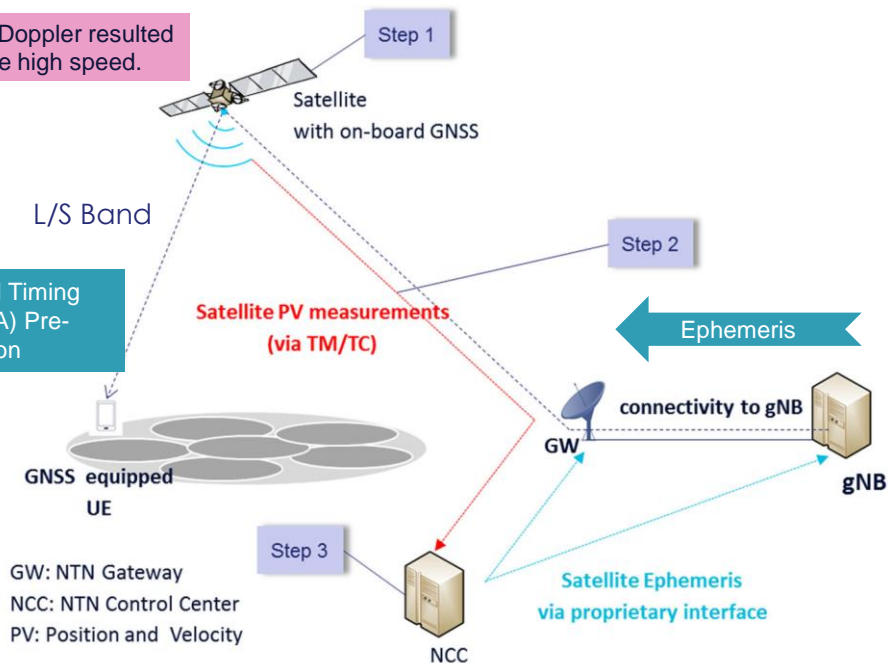 Doppler resulted
e high speed.
Step 1
Satellite
with on-board GNSS
L/S Band
Step 2
Timing
A) Pre-
on
Satellite PV measurements
(via TM/TC)
Ephemeris
connectivity to gNB
GW
gNB
GNSS equipped
UE
Step 3
GW: NTN Gateway
NCC: NTN Control Center
PV: Position and Velocity
Satellite Ephemeris
via proprietary interface
NCC